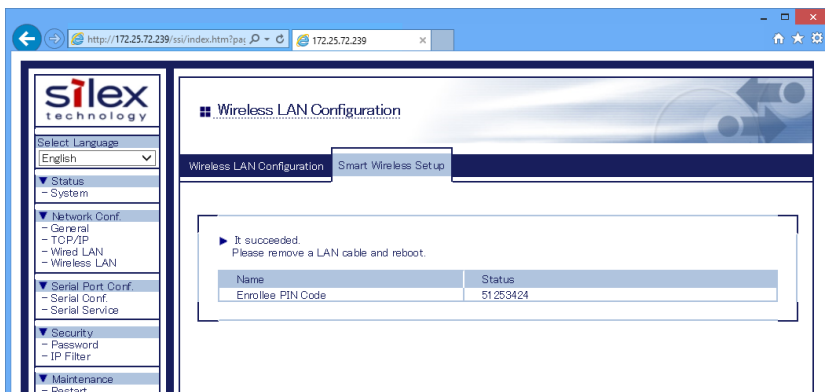 http://172.25.72.239/ssi/index.htm?pag
172.25.72.239
silex
technology
Select Language
English
▼ Status
- System
▼ Network Conf.
- General
- TCP/IP
- Wired LAN
- Wireless LAN
▼ Serial Port Conf.
- Serial Conf.
- Serial Service
▼ Security
- Password
- IP Filter
▼ Maintenance
- Restart
Wireless LAN Configuration
Wireless LAN Configuration Smart Wireless Setup
It succeeded.
Please remove a LAN cable and reboot.
Name Status
Enrollee PIN Code 51253424